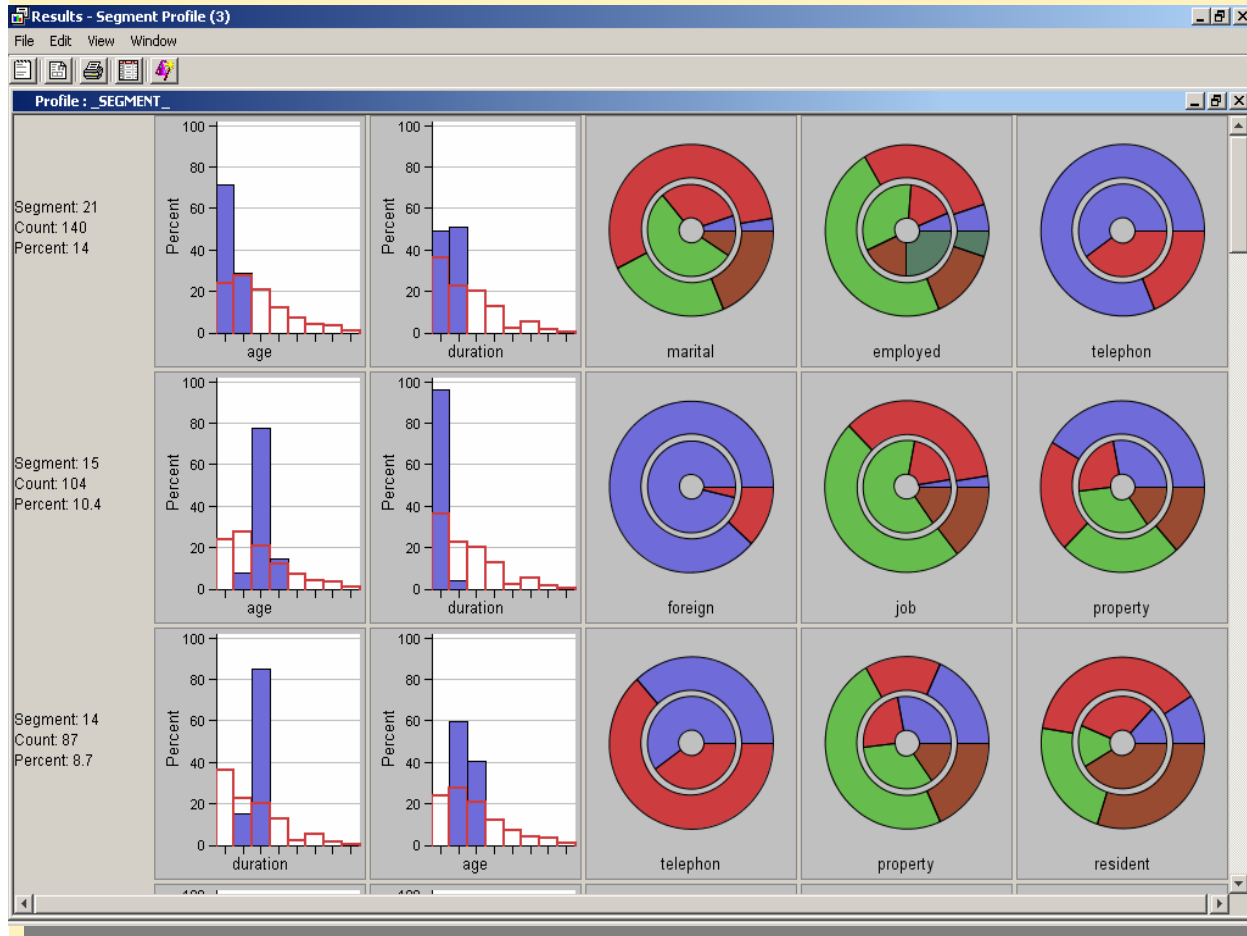 Results - Segment Profile (3)
File Edit View Window
Profile : _SEGMENT_
Segment: 21
Count: 140
Percent: 14
100
80
60
40
20
0
Percent
age
100
80
60
40
20
0
Percent
duration
marital
employed
telephon
Segment: 15
Count: 104
Percent: 10.4
100
80
60
40
20
0
Percent
age
100
80
60
40
20
0
Percent
duration
foreign
job
property
Segment: 14
Count: 87
Percent: 8.7
100
80
60
40
20
0
Percent
duration
100
80
60
40
20
0
Percent
age
telephon
property
resident